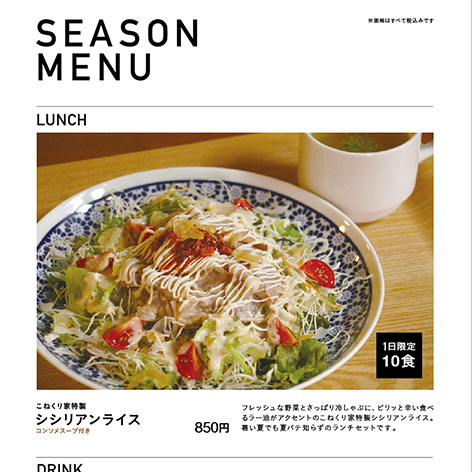 SEASON
MENU
※価格はすべて税込みです
LUNCH
1日限定
10食
こねくり家特製
シシリアンライス
コンソメスープ付き
850円
フレッシュな野菜とさっぱり冷しゃぶに、ピリッと辛い食べ
るラー油がアクセントのこねくり家特製シシリアンライス。
暑い夏でも夏バテ知らずのランチセットです。
DRINK